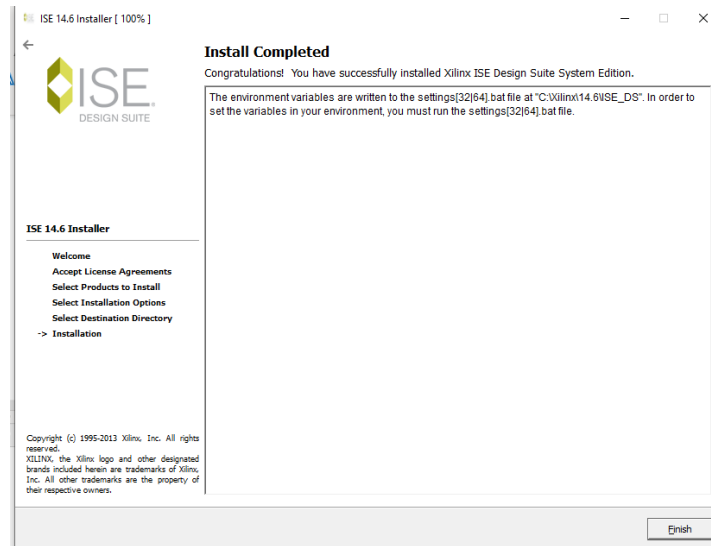 ISE 14.6 Installer [ 100% ]
ISE
DESIGN SUITE
Install Completed
Congratulations! You have successfully installed Xilinx ISE Design Suite System Edition.
The environment variables are written to the settings[32|64].bat file at "C:\Xilinx\14.6\ISE_DS". In order to
set the variables in your environment, you must run the settings[32|64].bat file.
ISE 14.6 Installer
Welcome
Accept License Agreements
Select Products to Install
Select Installation Options
Select Destination Directory
-> Installation
Copyright (c) 1995-2013 Xilinx, Inc. All rights
reserved.
XILINX, the Xilinx logo and other designated
brands included herein are trademarks of Xilinx,
Inc. All other trademarks are the property of
their respective owners.
Finish